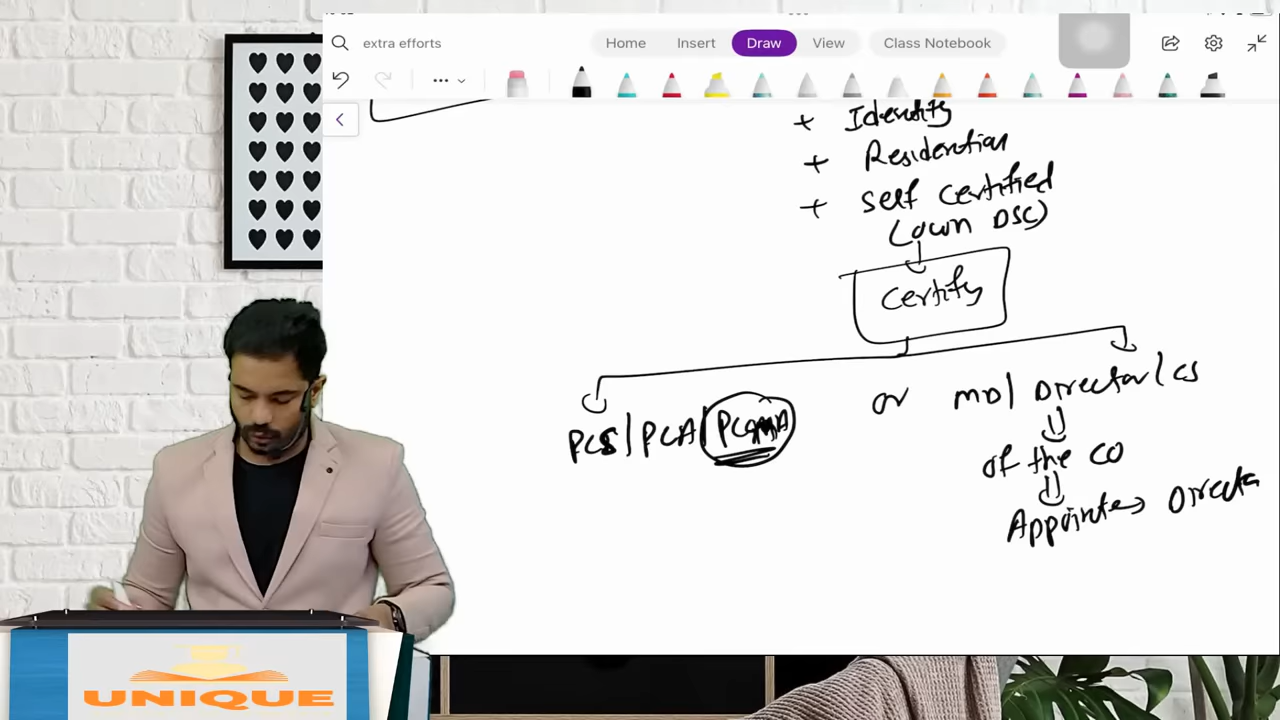 extra efforts
Home Insert Draw View Class Notebook
+ Identity
+ Residential
+ Self Certified
(own DSC)
Certify
PCS / PCA / PCMA or MD / Director / CS
of the CO
Appointed Directo
UNIQUE